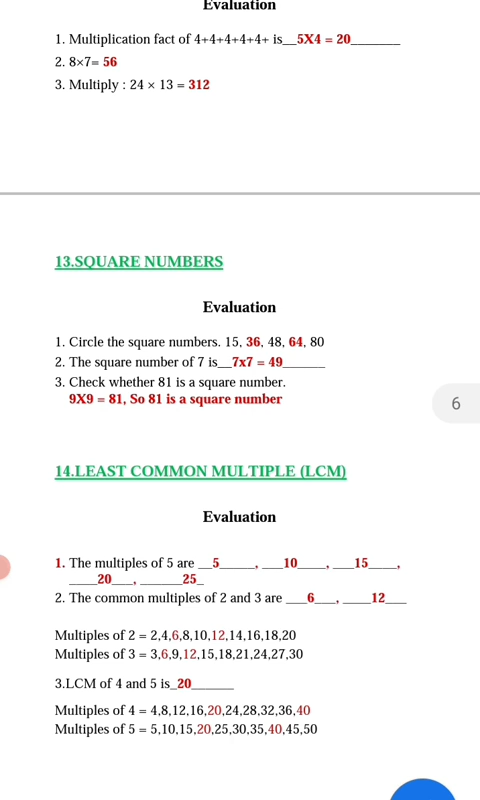 Evaluation
1. Multiplication fact of 4+4+4+4+4+ is__5X4 = 20_______
2. 8×7= 56
3. Multiply : 24 × 13 = 312
13.SQUARE NUMBERS
Evaluation
1. Circle the square numbers. 15, 36, 48, 64, 80
2. The square number of 7 is__7x7 = 49______
3. Check whether 81 is a square number.
9X9 = 81, So 81 is a square number
6
14.LEAST COMMON MULTIPLE (LCM)
Evaluation
1. The multiples of 5 are __5_____, ___10____, ___15____,
____20___, ______25_
2. The common multiples of 2 and 3 are ___6___, ____12___
Multiples of 2 = 2,4,6,8,10,12,14,16,18,20
Multiples of 3 = 3,6,9,12,15,18,21,24,27,30
3.LCM of 4 and 5 is_20______
Multiples of 4 = 4,8,12,16,20,24,28,32,36,40
Multiples of 5 = 5,10,15,20,25,30,35,40,45,50